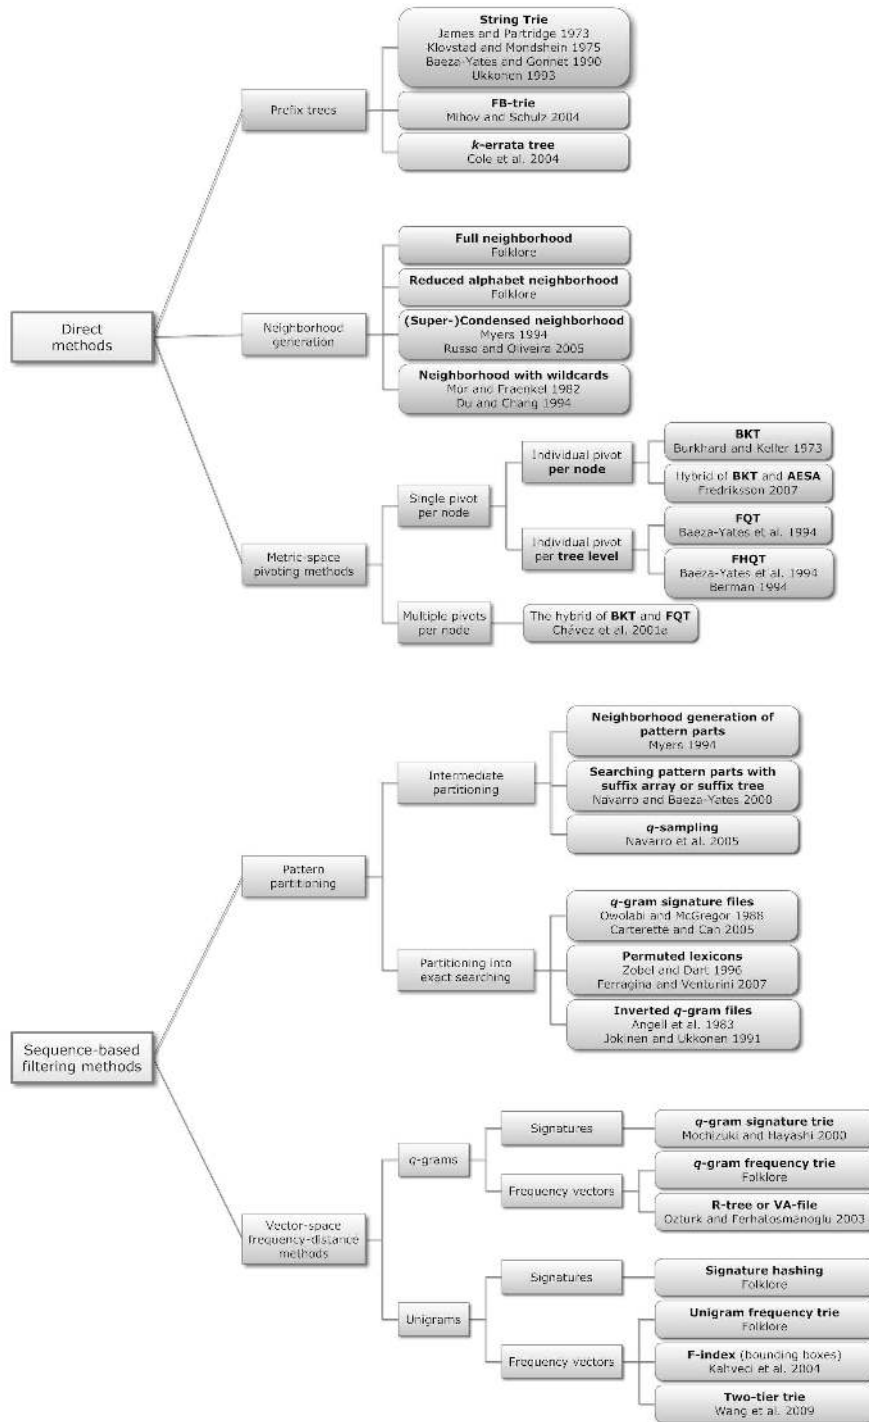 String Trie
James and Partridge 1973
Klovstad and Mondshein 1975
Baeza-Yates and Gonnet 1990
Ukkonen 1993
Prefix trees
FB-trie
Mihov and Schulz 2004
k-errata tree
Cole et al. 2004
Full neighborhood
Folklore
Reduced alphabet neighborhood
Folklore
Direct
methods
Neighborhood
generation
(Super-)Condensed neighborhood
Myers 1994
Russo and Oliveira 2005
Neighborhood with wildcards
Mor and Fraenkel 1982
Du and Chang 1994
Metric-space
pivoting methods
Single pivot
per node
Individual pivot
per node
BKT
Burkhard and Keller 1973
Hybrid of BKT and AESA
Fredriksson 2007
Individual pivot
per tree level
FQT
Baeza-Yates et al. 1994
FHQT
Baeza-Yates et al. 1994
Berman 1994
Multiple pivots
per node
The hybrid of BKT and FQT
Chávez et al. 2001a
Sequence-based
filtering methods
Pattern
partitioning
Intermediate
partitioning
Neighborhood generation of
pattern parts
Myers 1994
Searching pattern parts with
suffix array or suffix tree
Navarro and Baeza-Yates 2000
q-sampling
Navarro et al. 2005
Partitioning into
exact searching
q-gram signature files
Owolabi and McGregor 1988
Carterette and Can 2005
Permuted lexicons
Zobel and Dart 1996
Ferragina and Venturini 2007
Inverted q-gram files
Angell et al. 1983
Jokinen and Ukkonen 1991
Vector-space
frequency-distance
methods
q-grams
Signatures
q-gram signature trie
Mochizuki and Hayashi 2000
Frequency vectors
q-gram frequency trie
Folklore
R-tree or VA-file
Ozturk and Ferhatosmanoglu 2003
Unigrams
Signatures
Signature hashing
Folklore
Frequency vectors
Unigram frequency trie
Folklore
F-index (bounding boxes)
Kahveci et al. 2004
Two-tier trie
Wang et al. 2009